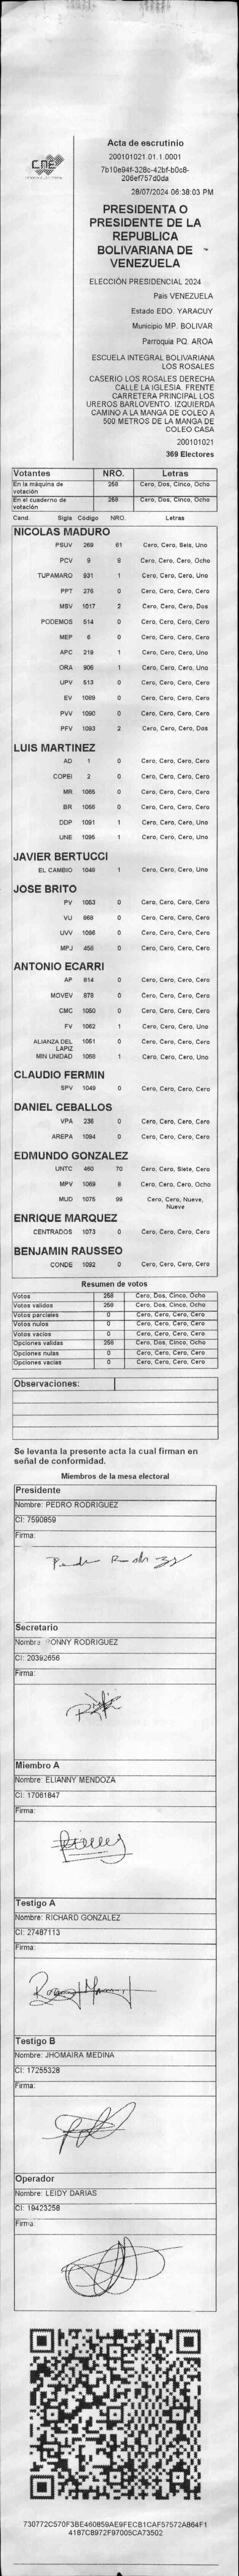 CNE
Acta de escrutinio
200101021.01.1.0001
7b10e94f-328c-42bf-b0c8-
206ef757d0da
28/07/2024 06:38:03 PM
PRESIDENTA O
PRESIDENTE DE LA
REPUBLICA
BOLIVARIANA DE
VENEZUELA
ELECCIÓN PRESIDENCIAL 2024
Pais VENEZUELA
Estado EDO. YARACUY
Municipio MP. BOLIVAR
Parroquia PQ. AROA
ESCUELA INTEGRAL BOLIVARIANA
LOS ROSALES
CASERIO LOS ROSALES DERECHA
CALLE LA IGLESIA. FRENTE
CARRETERA PRINCIPAL LOS
UREROS BARLOVENTO. IZQUIERDA
CAMINO A LA MANGA DE COLEO A
500 METROS DE LA MANGA DE
COLEO CASA
200101021
369 Electores
Votantes NRO. Letras
En la máquina de votación 258 Cero, Dos, Cinco, Ocho
En el cuaderno de votación 258 Cero, Dos, Cinco, Ocho
Cand. Sigla Código NRO. Letras
NICOLAS MADURO
PSUV 269 61 Cero, Cero, Seis, Uno
PCV 9 8 Cero, Cero, Cero, Ocho
TUPAMARO 931 1 Cero, Cero, Cero, Uno
PPT 276 0 Cero, Cero, Cero, Cero
MSV 1017 2 Cero, Cero, Cero, Dos
PODEMOS 514 0 Cero, Cero, Cero, Cero
MEP 6 0 Cero, Cero, Cero, Cero
APC 219 1 Cero, Cero, Cero, Uno
ORA 906 1 Cero, Cero, Cero, Uno
UPV 513 0 Cero, Cero, Cero, Cero
EV 1089 0 Cero, Cero, Cero, Cero
PVV 1090 0 Cero, Cero, Cero, Cero
PFV 1093 2 Cero, Cero, Cero, Dos
LUIS MARTINEZ
AD 1 0 Cero, Cero, Cero, Cero
COPEI 2 0 Cero, Cero, Cero, Cero
MR 1065 0 Cero, Cero, Cero, Cero
BR 1066 0 Cero, Cero, Cero, Cero
DDP 1091 1 Cero, Cero, Cero, Uno
UNE 1095 1 Cero, Cero, Cero, Uno
JAVIER BERTUCCI
EL CAMBIO 1048 1 Cero, Cero, Cero, Uno
JOSE BRITO
PV 1053 0 Cero, Cero, Cero, Cero
VU 868 0 Cero, Cero, Cero, Cero
UVV 1096 0 Cero, Cero, Cero, Cero
MPJ 458 0 Cero, Cero, Cero, Cero
ANTONIO ECARRI
AP 814 0 Cero, Cero, Cero, Cero
MOVEV 878 0 Cero, Cero, Cero, Cero
CMC 1050 0 Cero, Cero, Cero, Cero
FV 1062 1 Cero, Cero, Cero, Uno
ALIANZA DEL LAPIZ 1051 0 Cero, Cero, Cero, Cero
MIN UNIDAD 1068 1 Cero, Cero, Cero, Uno
CLAUDIO FERMIN
SPV 1049 0 Cero, Cero, Cero, Cero
DANIEL CEBALLOS
VPA 236 0 Cero, Cero, Cero, Cero
AREPA 1094 0 Cero, Cero, Cero, Cero
EDMUNDO GONZALEZ
UNTC 460 70 Cero, Cero, Siete, Cero
MPV 1069 8 Cero, Cero, Cero, Ocho
MUD 1075 99 Cero, Cero, Nueve, Nueve
ENRIQUE MARQUEZ
CENTRADOS 1073 0 Cero, Cero, Cero, Cero
BENJAMIN RAUSSEO
CONDE 1092 0 Cero, Cero, Cero, Cero
Resumen de votos
Votos 258 Cero, Dos, Cinco, Ocho
Votos validos 258 Cero, Dos, Cinco, Ocho
Votos parciales 0 Cero, Cero, Cero, Cero
Votos nulos 0 Cero, Cero, Cero, Cero
Votos vacios 0 Cero, Cero, Cero, Cero
Opciones validas 258 Cero, Dos, Cinco, Ocho
Opciones nulas 0 Cero, Cero, Cero, Cero
Opciones vacias 0 Cero, Cero, Cero, Cero
Observaciones:
Se levanta la presente acta la cual firman en
señal de conformidad.
Miembros de la mesa electoral
Presidente
Nombre: PEDRO RODRIGUEZ
CI: 7590859
Firma:
Secretario
Nombre: RONNY RODRIGUEZ
CI: 20392656
Firma:
Miembro A
Nombre: ELIANNY MENDOZA
CI: 17061847
Firma:
Testigo A
Nombre: RICHARD GONZALEZ
CI: 27487113
Firma:
Testigo B
Nombre: JHOMAIRA MEDINA
CI: 17255328
Firma:
Operador
Nombre: LEIDY DARIAS
CI: 19423256
Firma:
730772C570F3BE460859AE9FECB1CAF57572A864F1
4187C8972F97005CA73502